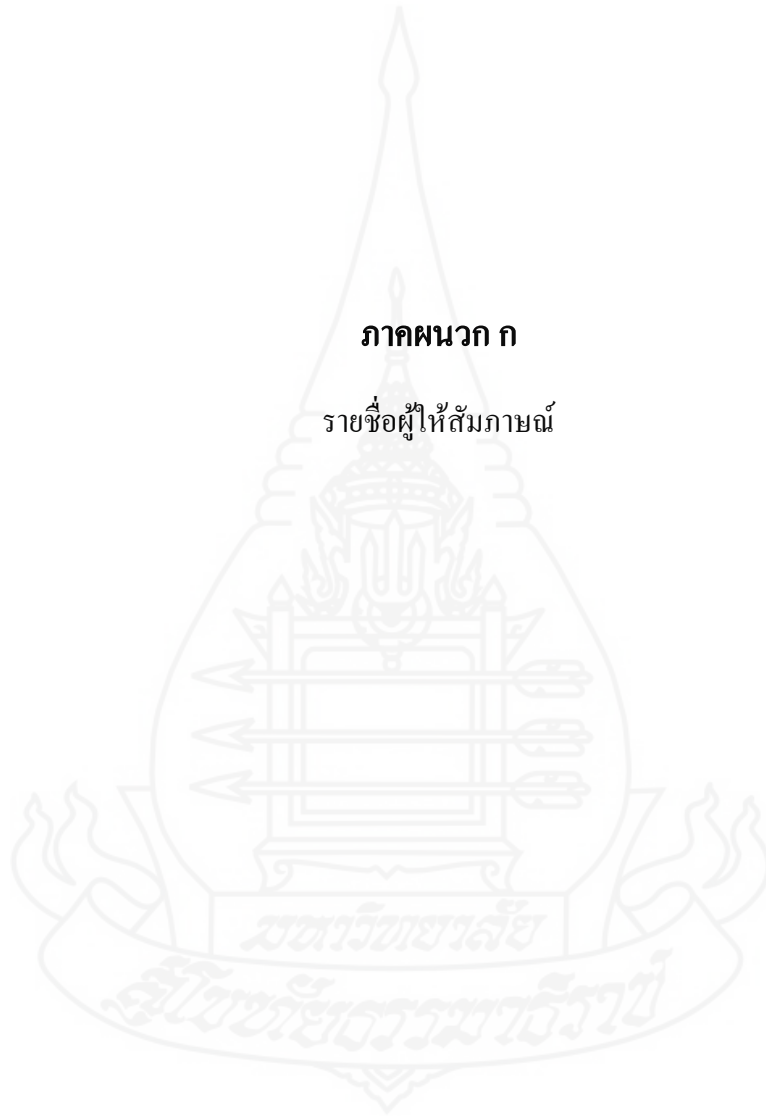 ภาคผนวก ก
รายชื่อผู้ให้สัมภาษณ์
มหาวิทยาลัย
สุโขทัยธรรมาธิราช